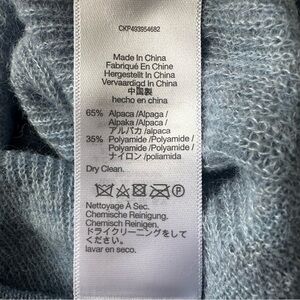 CKP493954682
Made In China
Fabriqué En Chine
Hergestellt In China
Vervaardigd In China
中国製
hecho en china
65% Alpaca /Alpaga /
Alpaka /Alpaca /
アルパカ /alpaca
35% Polyamide /Polyamide /
Polyamide /Polyamide /
ナイロン /poliamida
Dry Clean.
P
Nettoyage À Sec.
Chemische Reinigung.
Chemisch Reinigen.
ドライクリーニングをして
ください。
lavar en seco.